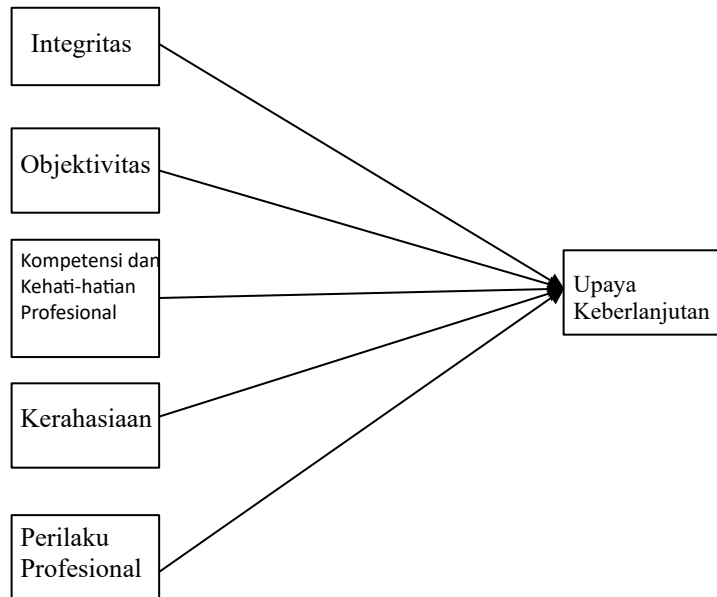 Integritas
Objektivitas
Kompetensi dan
Kehati-hatian
Profesional
Kerahasiaan
Perilaku
Profesional
Upaya
Keberlanjutan